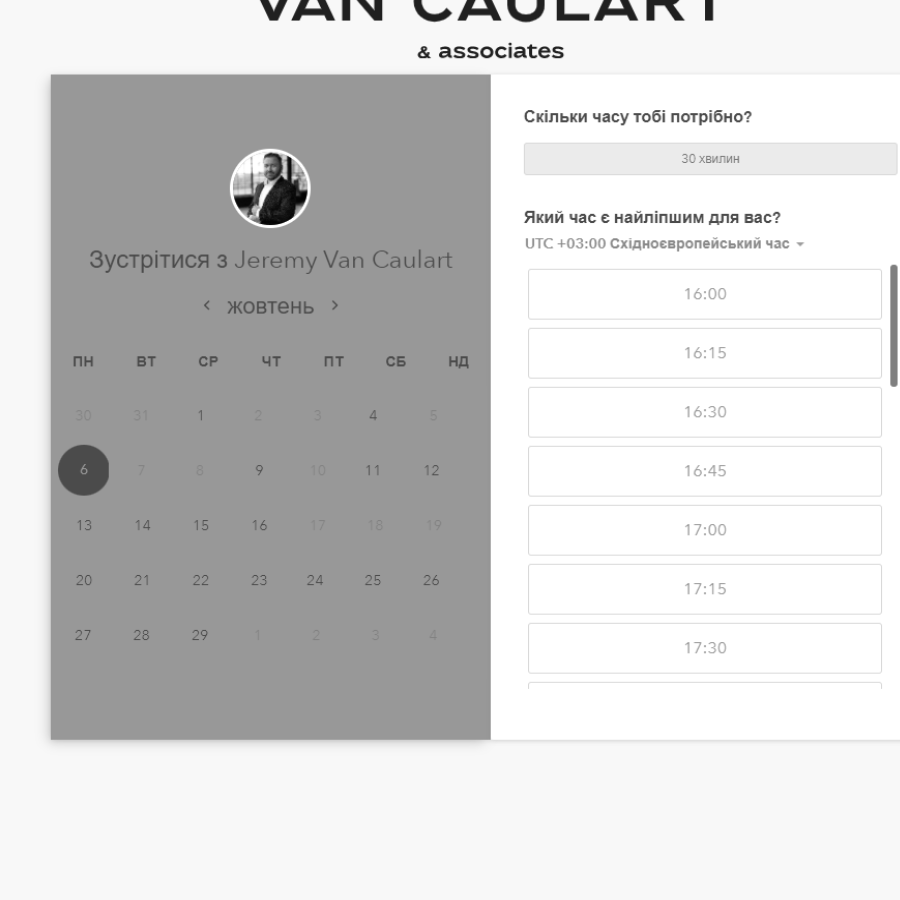 VAN CAULART
& associates
Зустрітися з Jeremy Van Caulart
жовтень
ПН ВТ СР ЧТ ПТ СБ НД
30 31 1 2 3 4 5
6 7 8 9 10 11 12
13 14 15 16 17 18 19
20 21 22 23 24 25 26
27 28 29 1 2 3 4
Скільки часу тобі потрібно?
30 хвилин
Який час є найліпшим для вас?
UTC +03:00 Східноєвропейський час
16:00
16:15
16:30
16:45
17:00
17:15
17:30